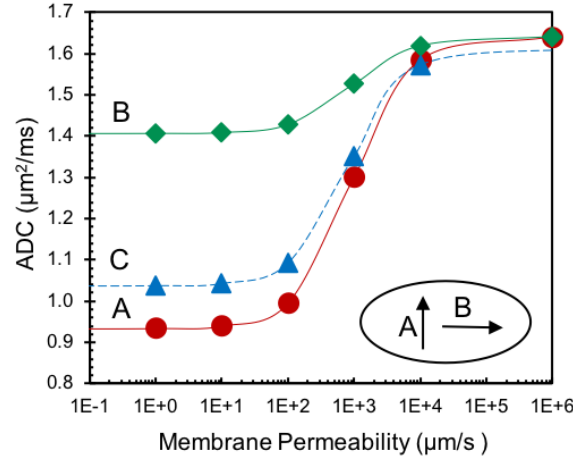 1.7
1.6
1.5
1.4
1.3
1.2
1.1
1.0
0.9
0.8
ADC (µm²/ms)
B
C
A
A B
1E-1 1E+0 1E+1 1E+2 1E+3 1E+4 1E+5 1E+6
Membrane Permeability (µm/s )